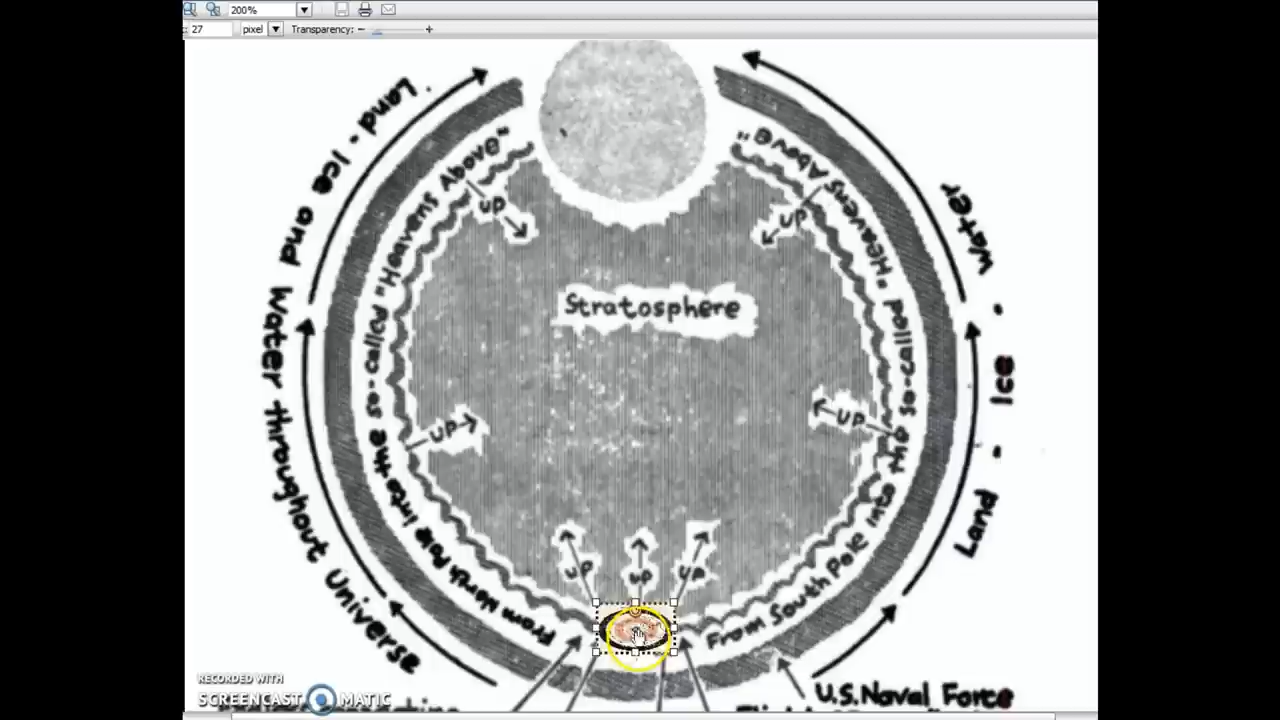 200%
27 pixel Transparency: − +
Land - Ice and Water throughout Universe
Water - Ice - Land
From North Pole into the so-called "Heavens Above"
From South Pole into the so-called "Heavens Above"
UP
UP
Stratosphere
UP
UP
UP
UP
UP
U.S. Naval Force
RECORDED WITH
SCREENCAST MATIC